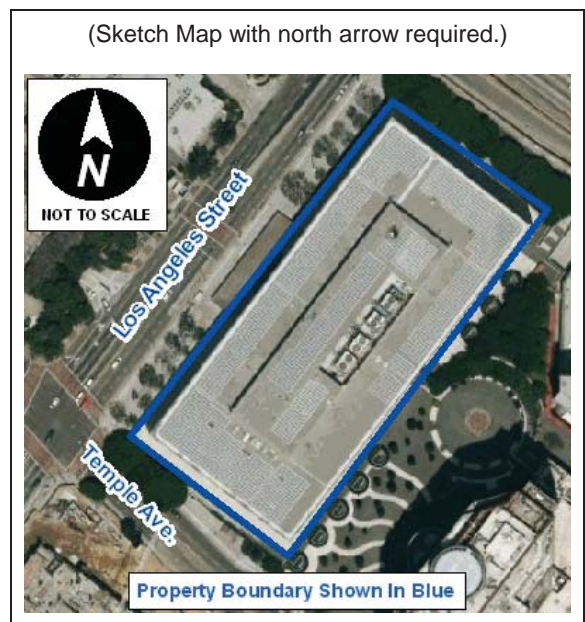 (Sketch Map with north arrow required.)
N
NOT TO SCALE
Los Angeles Street
Temple Ave.
Property Boundary Shown In Blue